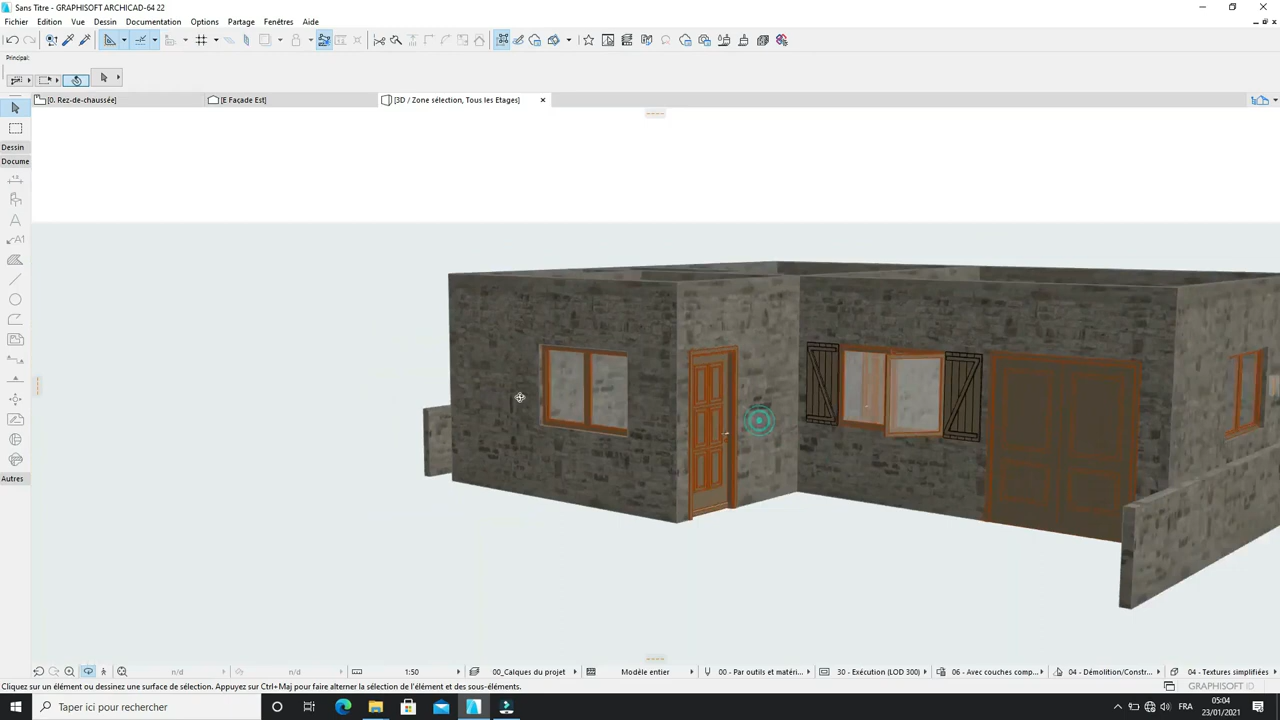 Sans Titre - GRAPHISOFT ARCHICAD-64 22
Fichier Edition Vue Dessin Documentation Options Partage Fenêtres Aide
Principal:
[0. Rez-de-chaussée] [E Façade Est] [3D / Zone sélection, Tous les Etages]
Dessin
Docume
1.2
A
A1
Autres
n/d n/d 1:50 00_Calques du projet Modèle entier 00 - Par outils et matéri... 30 - Exécution (LOD 300) 06 - Avec couches comp... 04 - Démolition/Constr... 04 - Textures simplifiées
Cliquez sur un élément ou dessinez une surface de sélection. Appuyez sur Ctrl+Maj pour faire alterner la sélection de l'élément et des sous-éléments.
GRAPHISOFT
Taper ici pour rechercher
FRA
05:04
23/01/2021